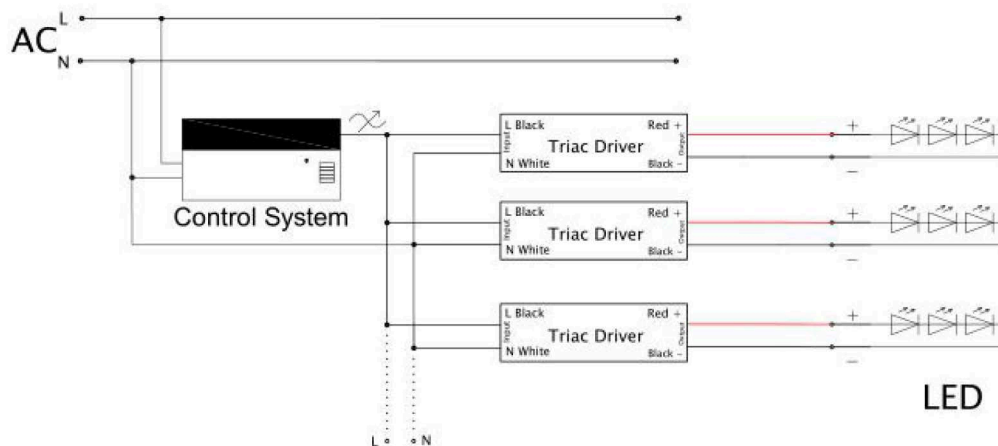 L
AC
N
Control System
L Black
Red +
Input
Triac Driver
Output
N White
Black -
+
−
L Black
Red +
Input
Triac Driver
Output
N White
Black -
+
−
L Black
Red +
Input
Triac Driver
Output
N White
Black -
+
−
LED
L
N